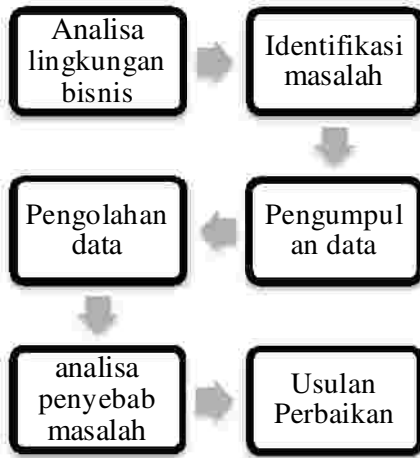 Analisa
lingkungan
bisnis
Identifikasi
masalah
Pengumpul
an data
Pengolahan
data
analisa
penyebab
masalah
Usulan
Perbaikan